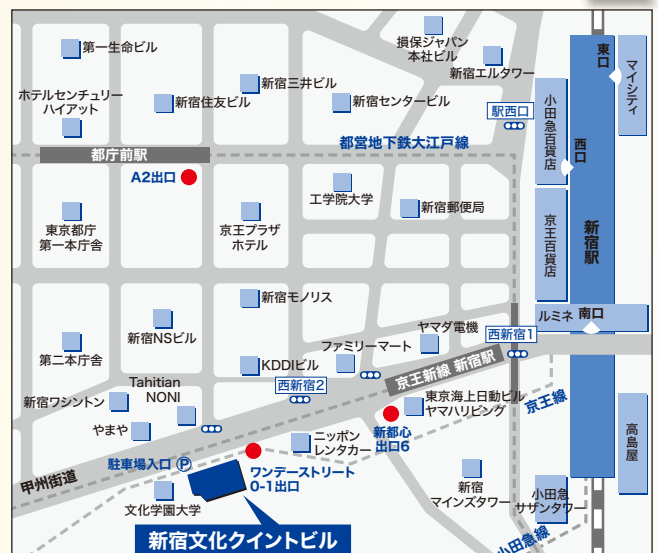 第一生命ビル
損保ジャパン
本社ビル
新宿エルタワー
東口
マイシティ
ホテルセンチュリー
ハイアット
新宿住友ビル
新宿三井ビル
新宿センタービル
駅西口
小田急百貨店
西口
都営地下鉄大江戸線
都庁前駅
A2出口
工学院大学
新宿郵便局
東京都庁
第一本庁舎
京王プラザ
ホテル
京王百貨店
新宿駅
新宿モノリス
新宿NSビル
ヤマダ電機
西新宿1
ルミネ
南口
第二本庁舎
KDDIビル
ファミリーマート
京王新線 新宿駅
西新宿2
Tahitian
NONI
新宿ワシントン
やまや
東京海上日動ビル
ヤマハリビング
京王線
新都心
出口6
ニッポン
レンタカー
高島屋
甲州街道
駐車場入口 P
ワンデーストリート
0-1出口
文化学園大学
新宿
マインズタワー
小田急
サザンタワー
小田急線
新宿文化クイントビル